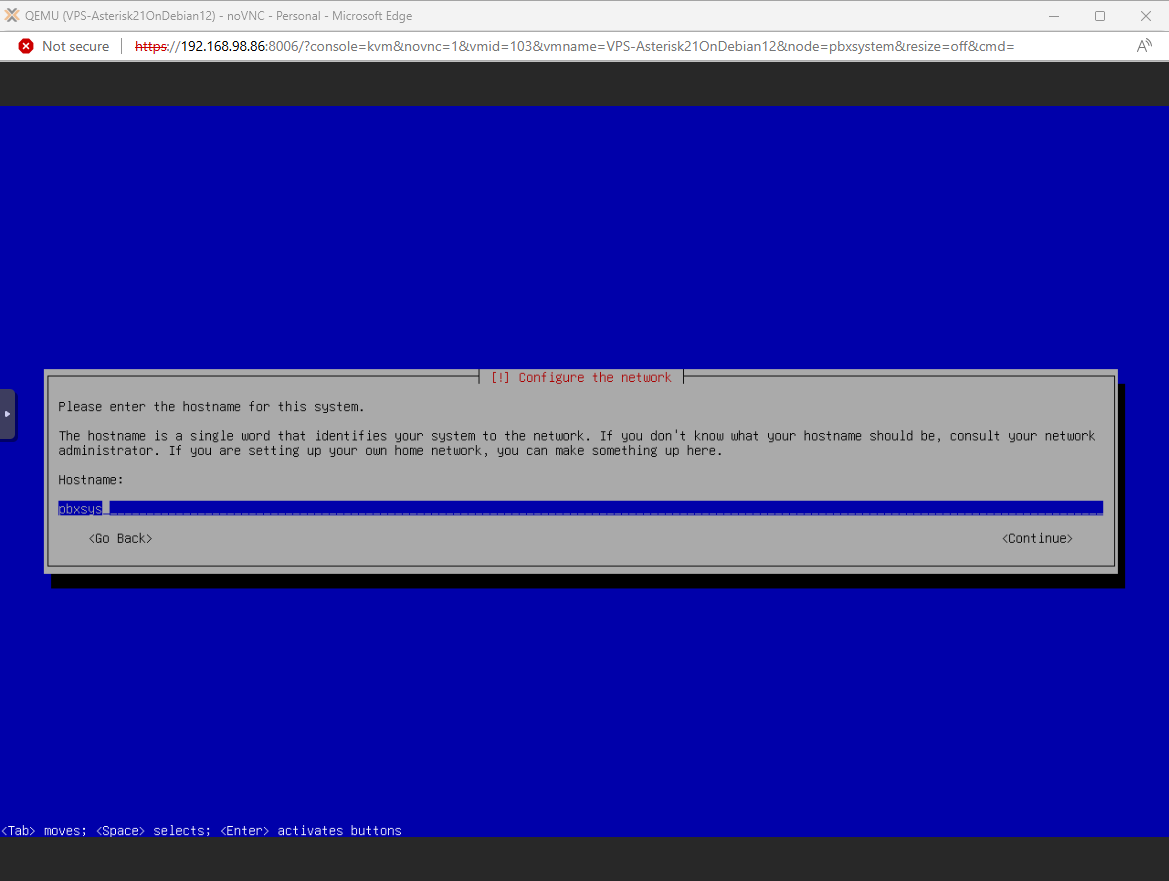 QEMU (VPS-Asterisk21OnDebian12) - noVNC - Personal - Microsoft Edge
Not secure | https://192.168.98.86:8006/?console=kvm&novnc=1&vmid=103&vmname=VPS-Asterisk21OnDebian12&node=pbxsystem&resize=off&cmd=
[!] Configure the network
Please enter the hostname for this system.
The hostname is a single word that identifies your system to the network. If you don't know what your hostname should be, consult your network
administrator. If you are setting up your own home network, you can make something up here.
Hostname:
pbxsys
<Go Back> <Continue>
<Tab> moves; <Space> selects; <Enter> activates buttons